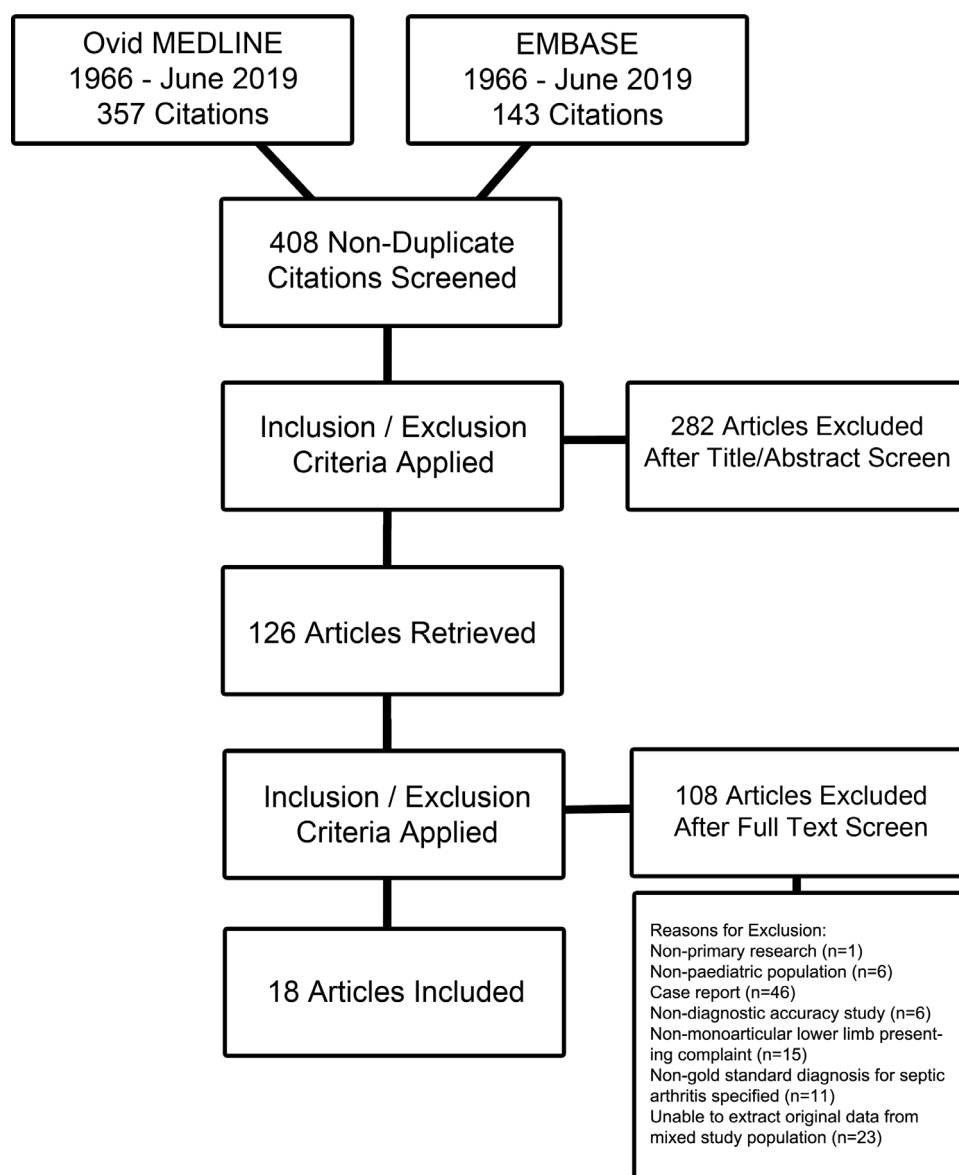 Ovid MEDLINE
1966 - June 2019
357 Citations
EMBASE
1966 - June 2019
143 Citations
408 Non-Duplicate
Citations Screened
Inclusion / Exclusion
Criteria Applied
282 Articles Excluded
After Title/Abstract Screen
126 Articles Retrieved
Inclusion / Exclusion
Criteria Applied
108 Articles Excluded
After Full Text Screen
18 Articles Included
Reasons for Exclusion:
Non-primary research (n=1)
Non-paediatric population (n=6)
Case report (n=46)
Non-diagnostic accuracy study (n=6)
Non-monoarticular lower limb present-
ing complaint (n=15)
Non-gold standard diagnosis for septic
arthritis specified (n=11)
Unable to extract original data from
mixed study population (n=23)